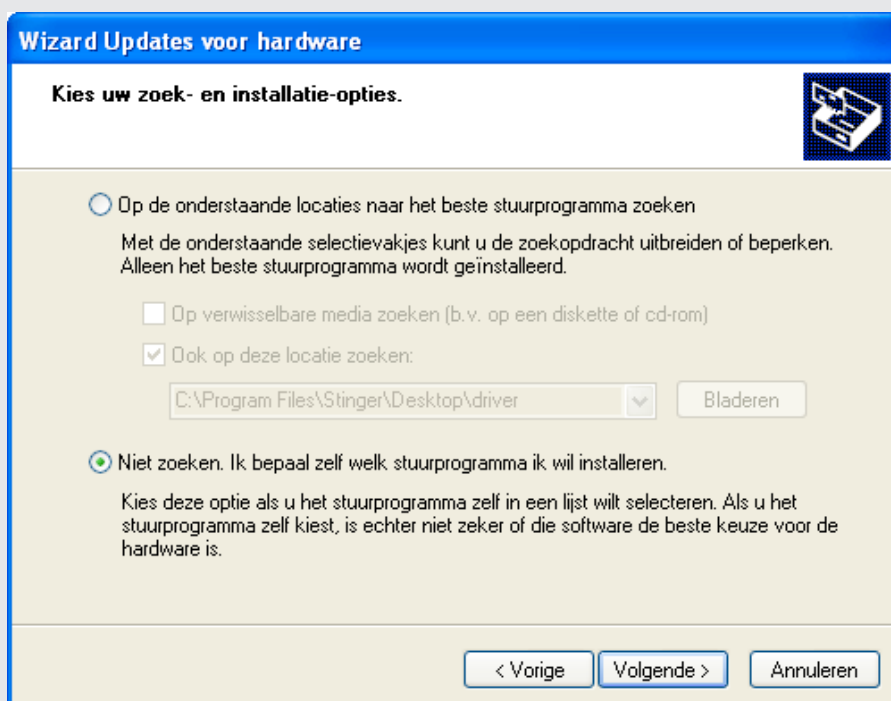 Wizard Updates voor hardware
Kies uw zoek- en installatie-opties.
Op de onderstaande locaties naar het beste stuurprogramma zoeken
Met de onderstaande selectievakjes kunt u de zoekopdracht uitbreiden of beperken.
Alleen het beste stuurprogramma wordt geïnstalleerd.
Op verwisselbare media zoeken (b.v. op een diskette of cd-rom)
Ook op deze locatie zoeken:
C:\Program Files\Stinger\Desktop\driver
Bladeren
Niet zoeken. Ik bepaal zelf welk stuurprogramma ik wil installeren.
Kies deze optie als u het stuurprogramma zelf in een lijst wilt selecteren. Als u het
stuurprogramma zelf kiest, is echter niet zeker of die software de beste keuze voor de
hardware is.
< Vorige
Volgende >
Annuleren